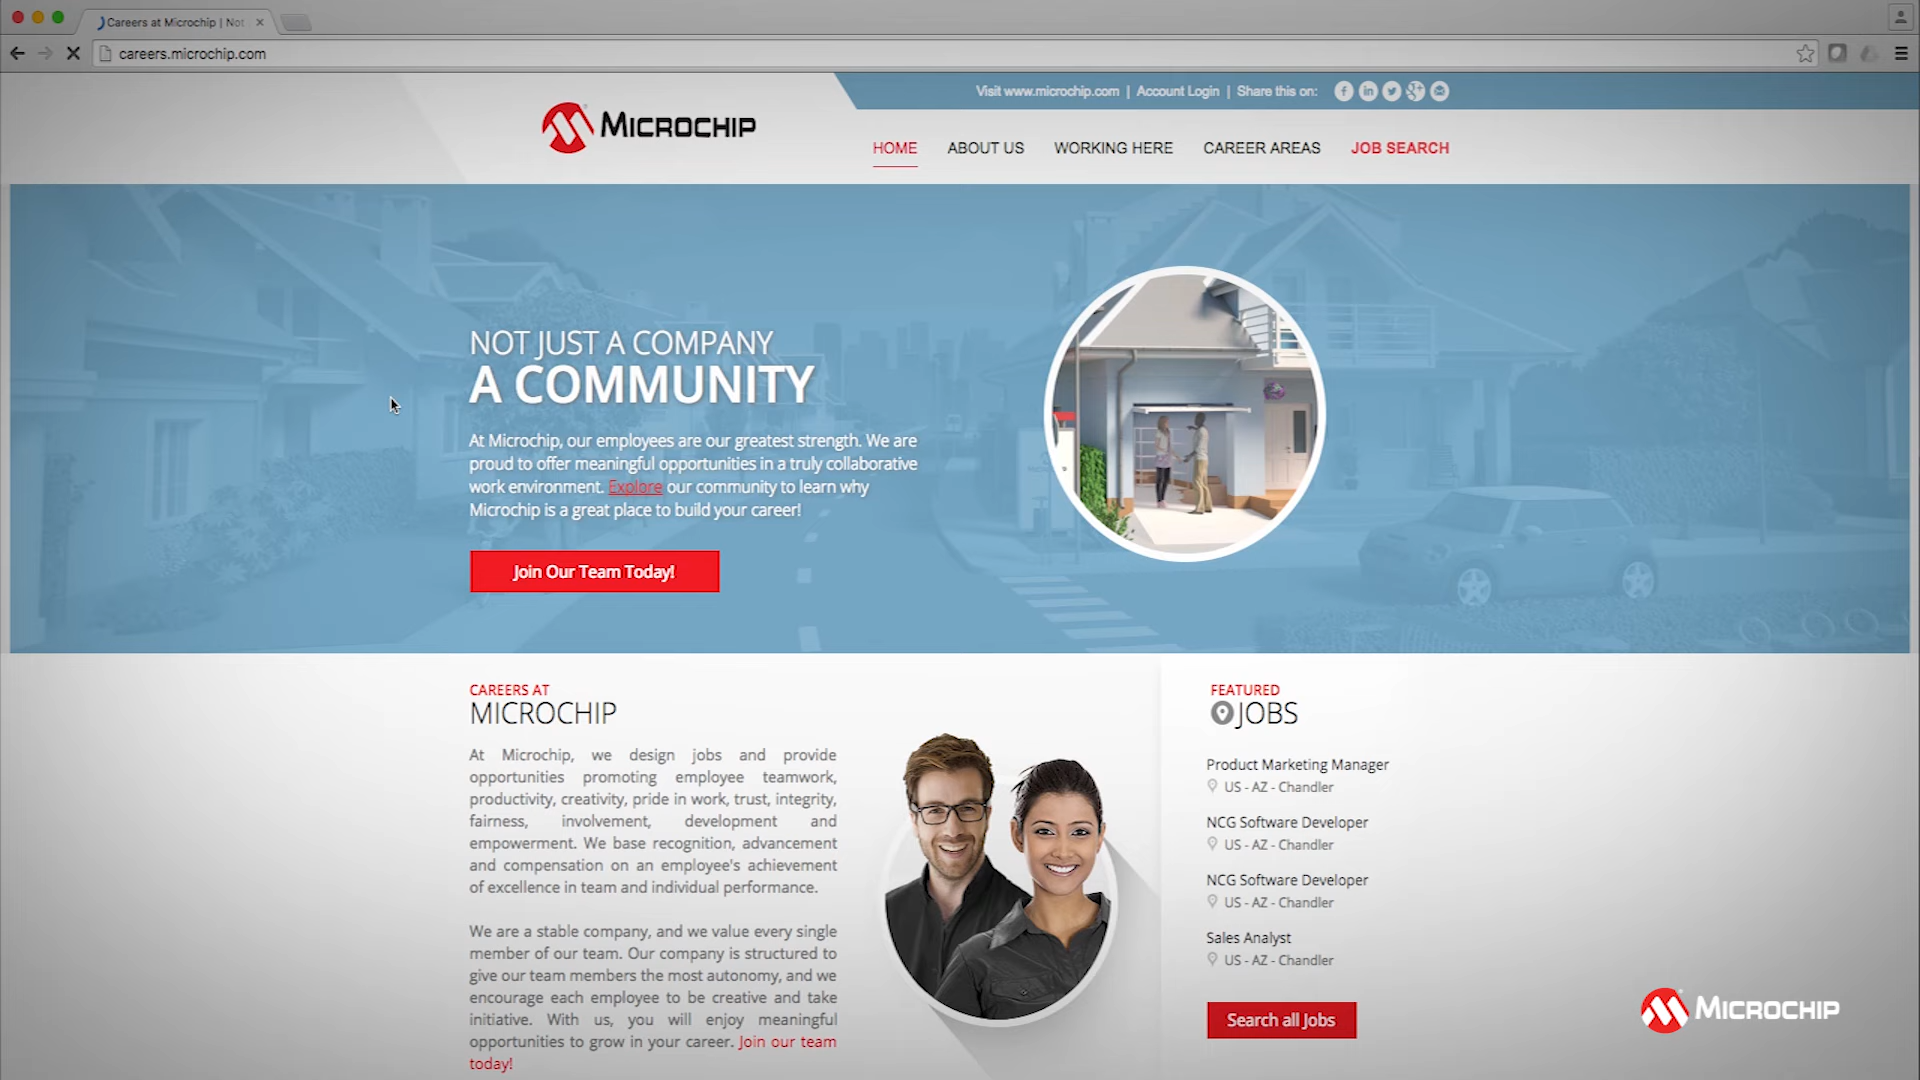 Careers at Microchip | Not
careers.microchip.com
Visit www.microchip.com | Account Login | Share this on:
MICROCHIP
HOME ABOUT US WORKING HERE CAREER AREAS JOB SEARCH
NOT JUST A COMPANY
A COMMUNITY
At Microchip, our employees are our greatest strength. We are
proud to offer meaningful opportunities in a truly collaborative
work environment. Explore our community to learn why
Microchip is a great place to build your career!
Join Our Team Today!
CAREERS AT
MICROCHIP
At Microchip, we design jobs and provide
opportunities promoting employee teamwork,
productivity, creativity, pride in work, trust, integrity,
fairness, involvement, development and
empowerment. We base recognition, advancement
and compensation on an employee's achievement
of excellence in team and individual performance.
We are a stable company, and we value every single
member of our team. Our company is structured to
give our team members the most autonomy, and we
encourage each employee to be creative and take
initiative. With us, you will enjoy meaningful
opportunities to grow in your career. Join our team
today!
FEATURED
JOBS
Product Marketing Manager
US - AZ - Chandler
NCG Software Developer
US - AZ - Chandler
NCG Software Developer
US - AZ - Chandler
Sales Analyst
US - AZ - Chandler
Search all Jobs
MICROCHIP